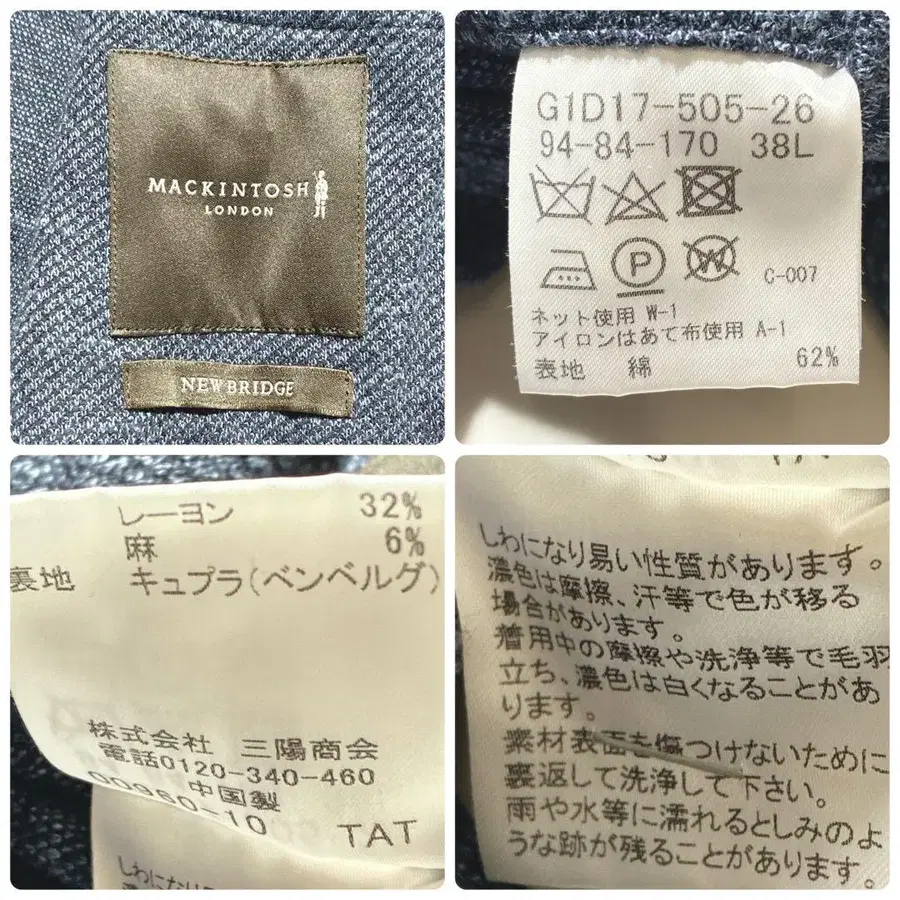 MACKINTOSH
LONDON
NEWBRIDGE
G1D17-505-26
94-84-170 38L
P
W
C-007
ネット使用 W-1
アイロンはあて布使用 A-1
表地 綿 62%
レーヨン 32%
麻 6%
裏地 キュプラ(ベンベルグ)
株式会社 三陽商会
電話0120-340-460
中国製
00960-10
TAT
しわになり易い性質があります。
濃色は摩擦、汗等で色が移る
場合があります。
着用中の摩擦や洗浄等で毛羽
立ち、濃色は白くなることがあ
ります。
素材表面を傷つけないために
裏返して洗浄して下さい。
雨や水等に濡れるとしみのよ
うな跡が残ることがあります。